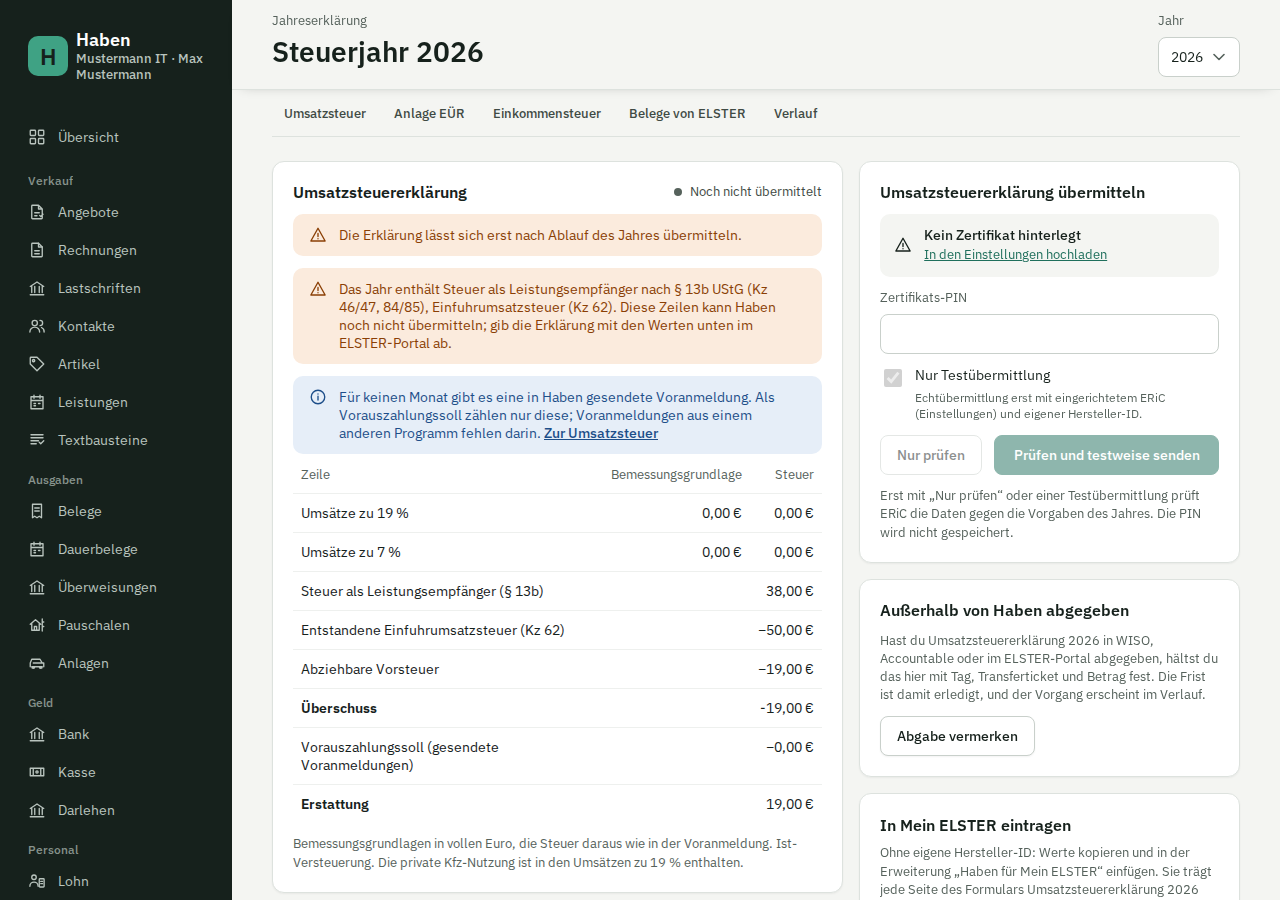 H
Haben
Mustermann IT · Max
Mustermann
Übersicht
Verkauf
Angebote
Rechnungen
Lastschriften
Kontakte
Artikel
Leistungen
Textbausteine
Ausgaben
Belege
Dauerbelege
Überweisungen
Pauschalen
Anlagen
Geld
Bank
Kasse
Darlehen
Personal
Lohn
Jahreserklärung
Steuerjahr 2026
Jahr
2026
Umsatzsteuer
Anlage EÜR
Einkommensteuer
Belege von ELSTER
Verlauf
Umsatzsteuererklärung
Noch nicht übermittelt
Die Erklärung lässt sich erst nach Ablauf des Jahres übermitteln.
Das Jahr enthält Steuer als Leistungsempfänger nach § 13b UStG (Kz
46/47, 84/85), Einfuhrumsatzsteuer (Kz 62). Diese Zeilen kann Haben
noch nicht übermitteln; gib die Erklärung mit den Werten unten im
ELSTER-Portal ab.
Für keinen Monat gibt es eine in Haben gesendete Voranmeldung. Als
Vorauszahlungssoll zählen nur diese; Voranmeldungen aus einem
anderen Programm fehlen darin. Zur Umsatzsteuer
Zeile Bemessungsgrundlage Steuer
Umsätze zu 19 % 0,00 € 0,00 €
Umsätze zu 7 % 0,00 € 0,00 €
Steuer als Leistungsempfänger (§ 13b) 38,00 €
Entstandene Einfuhrumsatzsteuer (Kz 62) −50,00 €
Abziehbare Vorsteuer −19,00 €
Überschuss -19,00 €
Vorauszahlungssoll (gesendete −0,00 €
Voranmeldungen)
Erstattung 19,00 €
Bemessungsgrundlagen in vollen Euro, die Steuer daraus wie in der Voranmeldung. Ist-
Versteuerung. Die private Kfz-Nutzung ist in den Umsätzen zu 19 % enthalten.
Umsatzsteuererklärung übermitteln
Kein Zertifikat hinterlegt
In den Einstellungen hochladen
Zertifikats-PIN
Nur Testübermittlung
Echtübermittlung erst mit eingerichtetem ERiC
(Einstellungen) und eigener Hersteller-ID.
Nur prüfen
Prüfen und testweise senden
Erst mit „Nur prüfen“ oder einer Testübermittlung prüft
ERiC die Daten gegen die Vorgaben des Jahres. Die PIN
wird nicht gespeichert.
Außerhalb von Haben abgegeben
Hast du Umsatzsteuererklärung 2026 in WISO,
Accountable oder im ELSTER-Portal abgegeben, hältst du
das hier mit Tag, Transferticket und Betrag fest. Die Frist
ist damit erledigt, und der Vorgang erscheint im Verlauf.
Abgabe vermerken
In Mein ELSTER eintragen
Ohne eigene Hersteller-ID: Werte kopieren und in der
Erweiterung „Haben für Mein ELSTER“ einfügen. Sie trägt
jede Seite des Formulars Umsatzsteuererklärung 2026